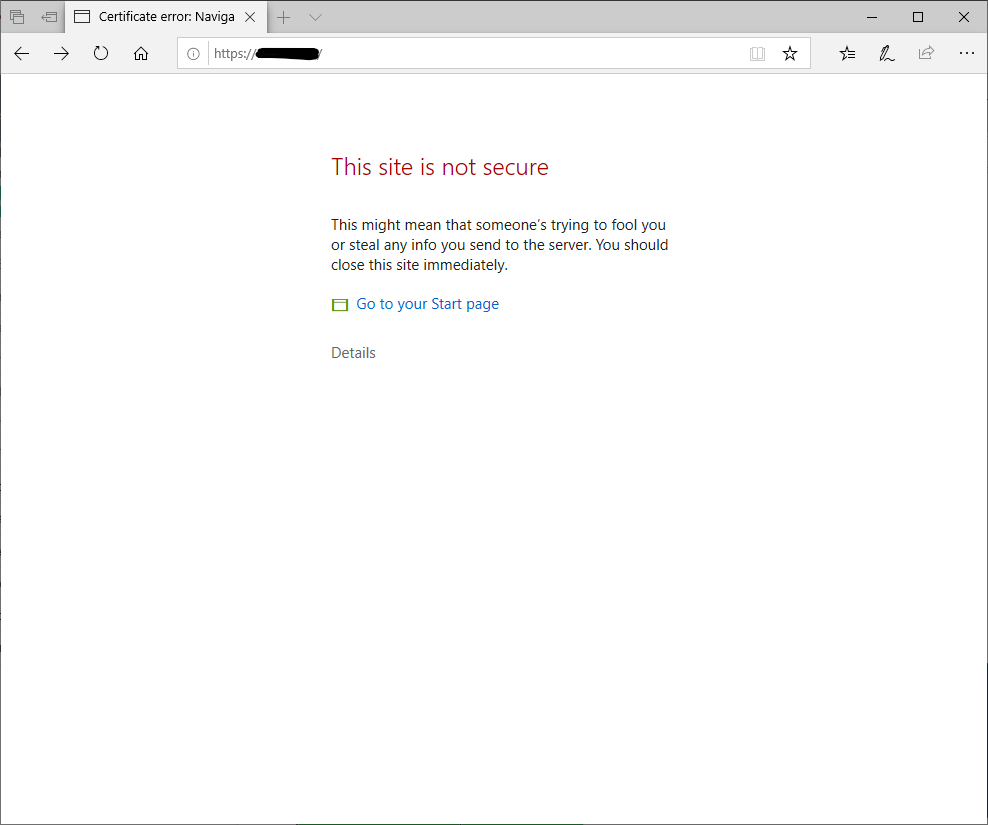 Certificate error: Naviga
https://
/
This site is not secure
This might mean that someone’s trying to fool you
or steal any info you send to the server. You should
close this site immediately.
Go to your Start page
Details